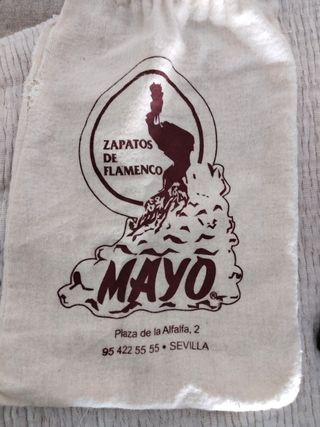 ZAPATOS
DE
FLAMENCO
MAYO®
Plaza de la Alfalfa, 2
95 422 55 55 • SEVILLA